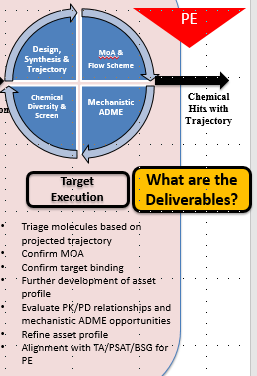 PE
Design,
Synthesis &
Trajectory
MoA &
Flow Scheme
Chemical
Diversity &
Screen
Mechanistic
ADME
on
Chemical
Hits with
Trajectory
Target
Execution
What are the
Deliverables?
• Triage molecules based on
projected trajectory
• Confirm MOA
• Confirm target binding
• Further development of asset
profile
• Evaluate PK/PD relationships and
mechanistic ADME opportunities
• Refine asset profile
• Alignment with TA/PSAT/BSG for
PE